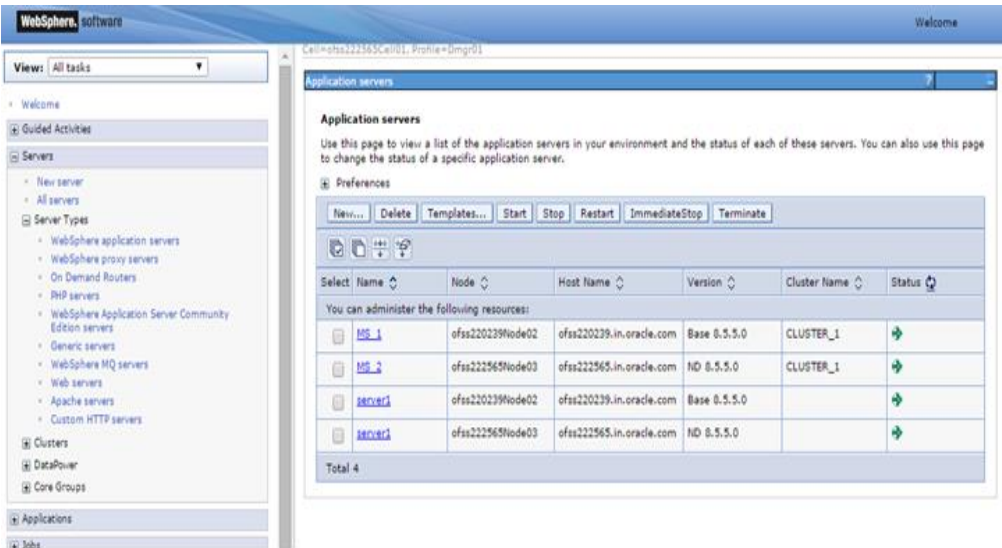 WebSphere. software
Welcome
View: All tasks
Welcome
Guided Activities
Servers
New server
All servers
Server Types
WebSphere application servers
WebSphere proxy servers
On Demand Routers
PHP servers
WebSphere Application Server Community
Edition servers
Generic servers
WebSphere MQ servers
Web servers
Apache servers
Custom HTTP servers
Clusters
DataPower
Core Groups
Applications
Jobs
Cell=ofss222565Cell01, Profile=Dmgr01
Application servers ?
Application servers
Use this page to view a list of the application servers in your environment and the status of each of these servers. You can also use this page
to change the status of a specific application server.
Preferences
New... Delete Templates... Start Stop Restart ImmediateStop Terminate
Select Name Node Host Name Version Cluster Name Status
You can administer the following resources:
MS_1 ofss220239Node02 ofss220239.in.oracle.com Base 8.5.5.0 CLUSTER_1
MS_2 ofss222565Node03 ofss222565.in.oracle.com ND 8.5.5.0 CLUSTER_1
server1 ofss220239Node02 ofss220239.in.oracle.com Base 8.5.5.0
server1 ofss222565Node03 ofss222565.in.oracle.com ND 8.5.5.0
Total 4